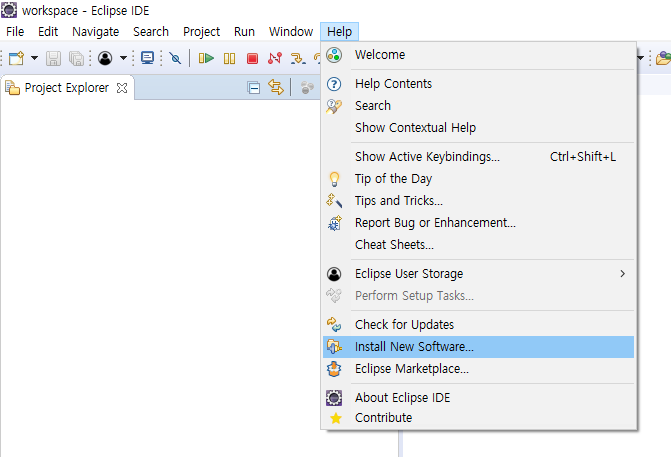 workspace - Eclipse IDE
File Edit Navigate Search Project Run Window Help
Project Explorer
Welcome
Help Contents
Search
Show Contextual Help
Show Active Keybindings... Ctrl+Shift+L
Tip of the Day
Tips and Tricks...
Report Bug or Enhancement...
Cheat Sheets...
Eclipse User Storage
Perform Setup Tasks...
Check for Updates
Install New Software...
Eclipse Marketplace...
About Eclipse IDE
Contribute